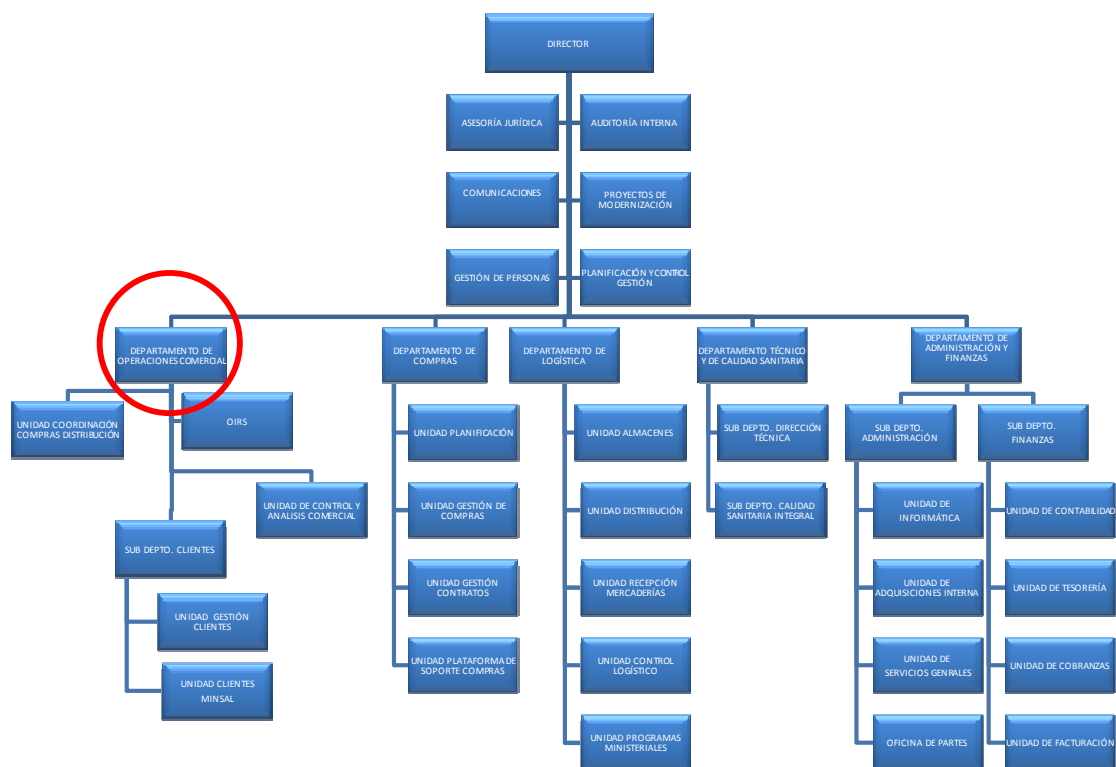 DIRECTOR
ASESORÍA JURÍDICA
AUDITORÍA INTERNA
COMUNICACIONES
PROYECTOS DE
MODERNIZACIÓN
GESTIÓN DE PERSONAS
PLANIFICACIÓN Y CONTROL
GESTIÓN
DEPARTAMENTO DE
OPERACIONES COMERCIAL
UNIDAD COORDINACIÓN
COMPRAS DISTRIBUCIÓN
OIRS
UNIDAD DE CONTROL Y
ANALISIS COMERCIAL
SUB DEPTO. CLIENTES
UNIDAD GESTIÓN
CLIENTES
UNIDAD CLIENTES
MINSAL
DEPARTAMENTO DE
COMPRAS
UNIDAD PLANIFICACIÓN
UNIDAD GESTIÓN DE
COMPRAS
UNIDAD GESTIÓN
CONTRATOS
UNIDAD PLATAFORMA DE
SOPORTE COMPRAS
DEPARTAMENTO DE
LOGÍSTICA
UNIDAD ALMACENES
UNIDAD DISTRIBUCIÓN
UNIDAD RECEPCIÓN
MERCADERÍAS
UNIDAD CONTROL
LOGÍSTICO
UNIDAD PROGRAMAS
MINISTERIALES
DEPARTAMENTO TÉCNICO
Y DE CALIDAD SANITARIA
SUB DEPTO. DIRECCIÓN
TÉCNICA
SUB DEPTO. CALIDAD
SANITARIA INTEGRAL
DEPARTAMENTO DE
ADMINISTRACIÓN Y
FINANZAS
SUB DEPTO.
ADMINISTRACIÓN
UNIDAD DE
INFORMÁTICA
UNIDAD DE
ADQUISICIONES INTERNA
UNIDAD DE
SERVICIOS GENRALES
OFICINA DE PARTES
SUB DEPTO.
FINANZAS
UNIDAD DE CONTABILIDAD
UNIDAD DE TESORERÍA
UNIDAD DE COBRANZAS
UNIDAD DE FACTURACIÓN